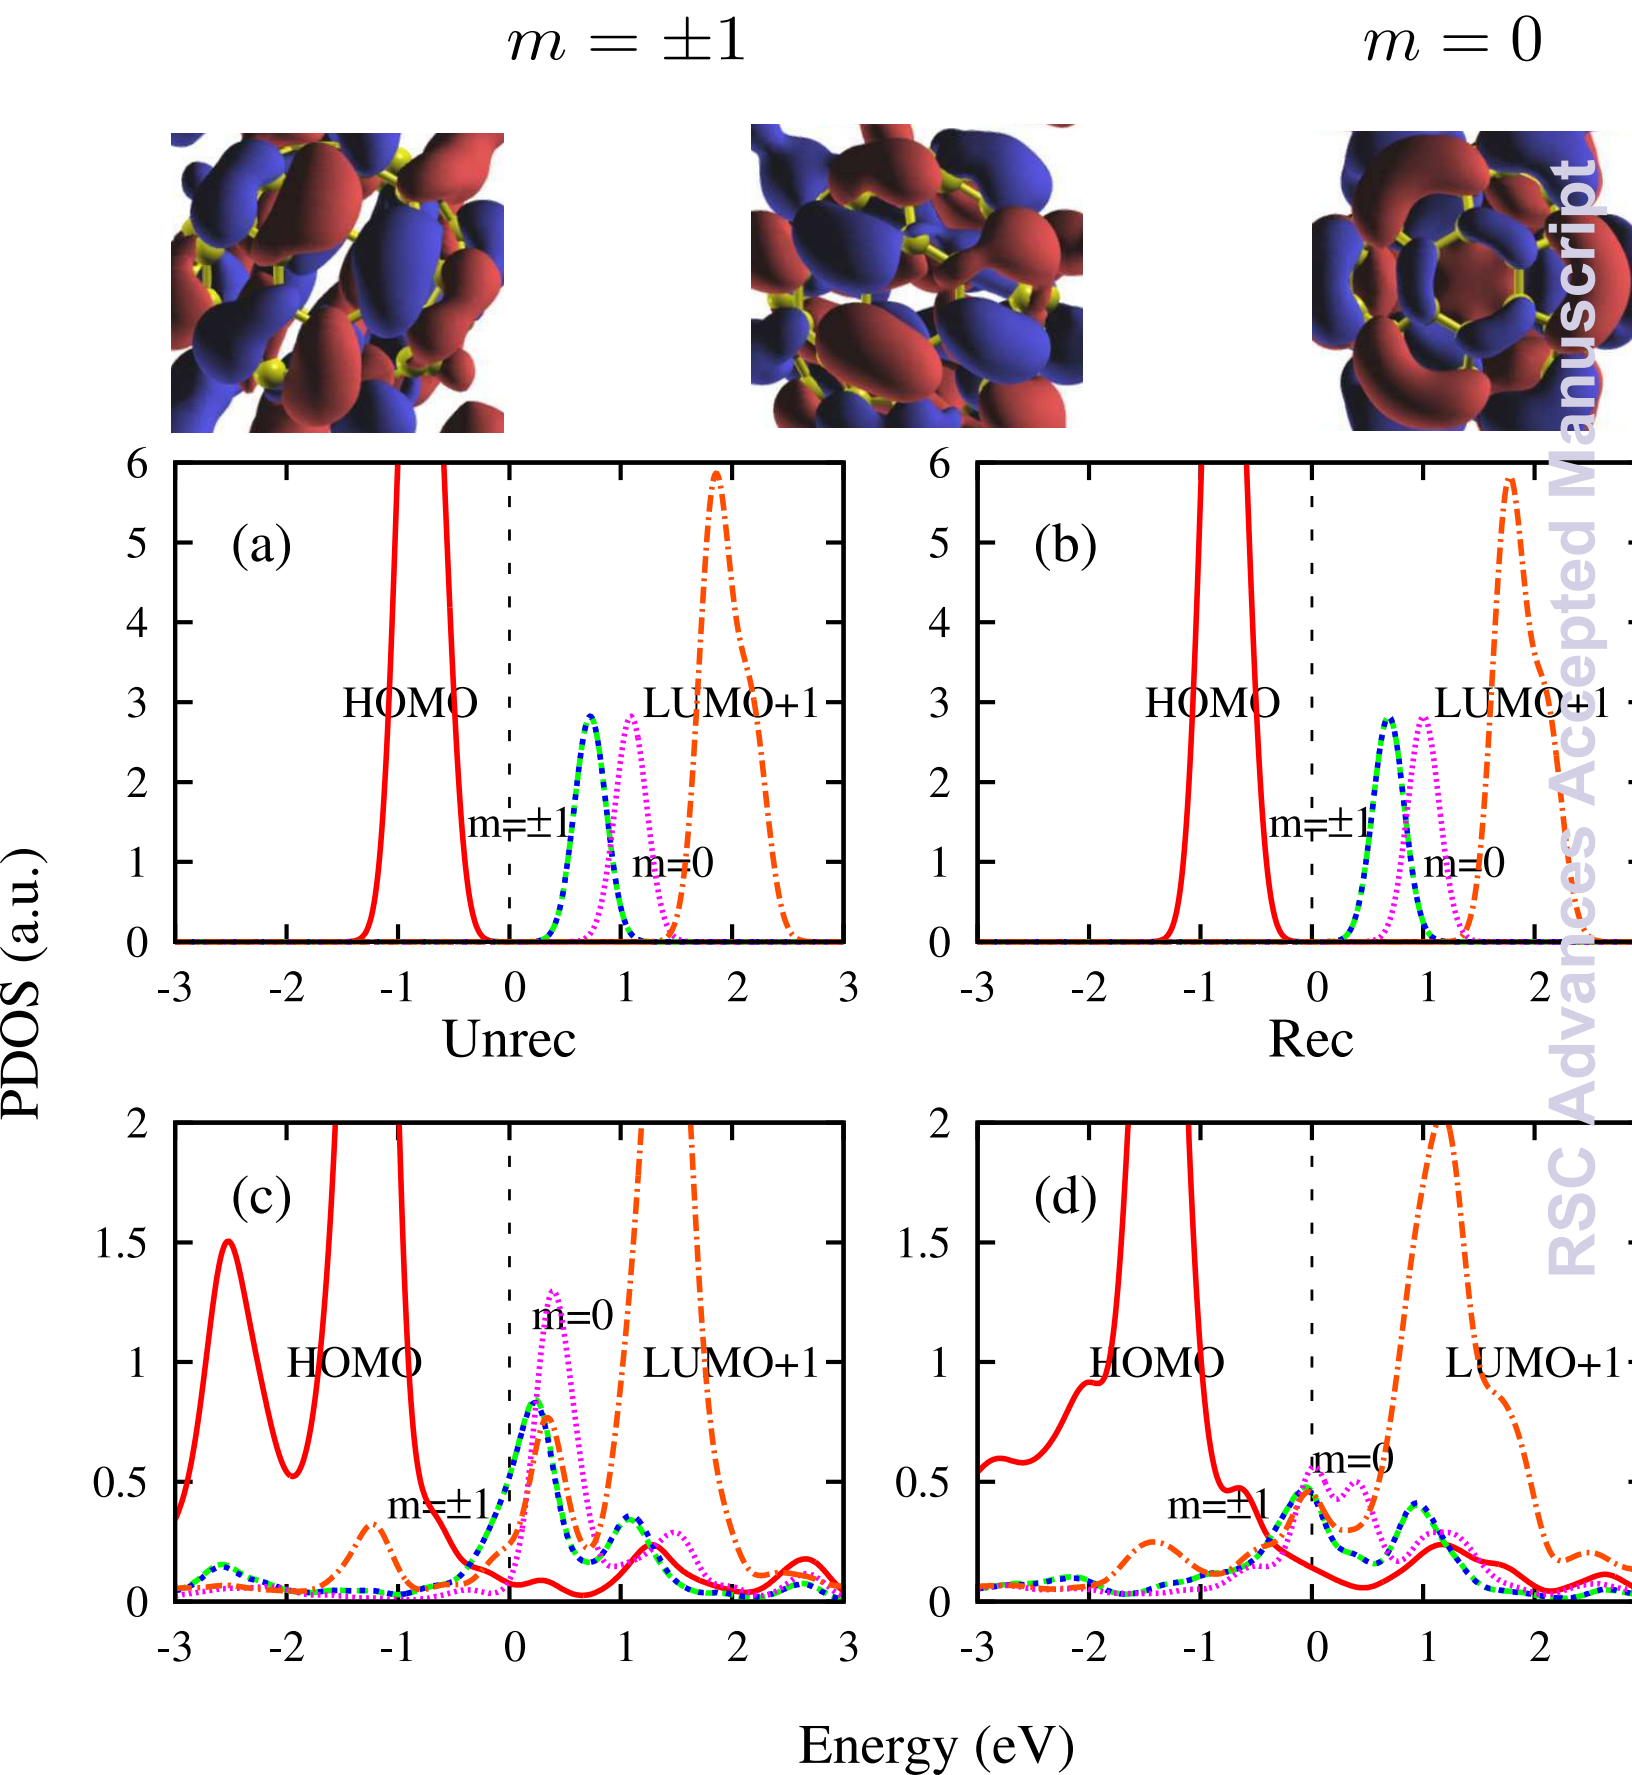 m = ±1
m = 0
PDOS (a.u.)
(a)
6
5
4
3
2
1
0
HOMO
LUMO+1
m=±1
m=0
-3 -2 -1 0 1 2 3
Unrec
(b)
6
5
4
3
2
1
0
HOMO
LUMO+1
m=±1
m=0
-3 -2 -1 0 1 2
Rec
(c)
2
1.5
1
0.5
0
m=0
HOMO
LUMO+1
m=±1
-3 -2 -1 0 1 2 3
(d)
2
1.5
1
0.5
0
HOMO
LUMO+1
m=0
m=±1
-3 -2 -1 0 1 2
Energy (eV)
RSC Advances Accepted Manuscript